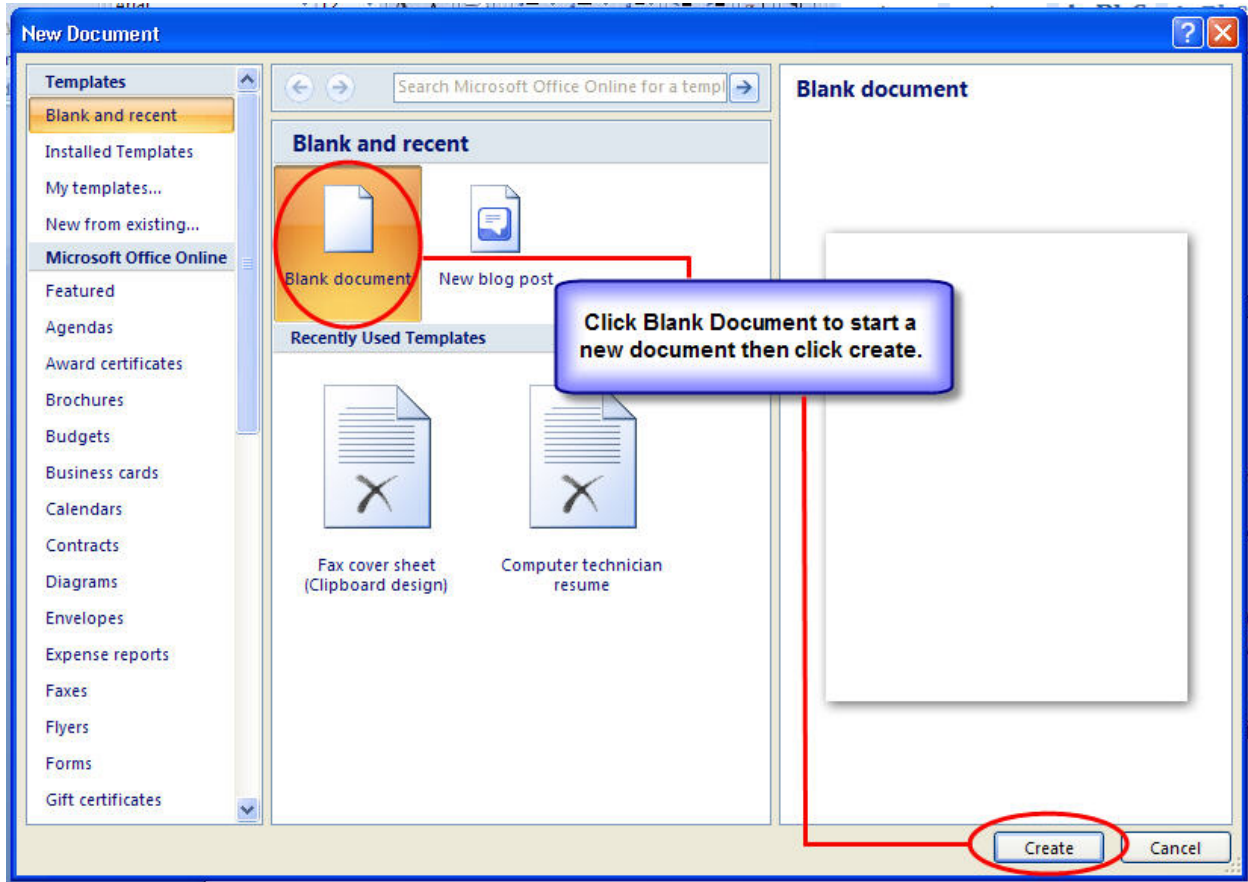 New Document
Templates
Blank and recent
Installed Templates
My templates...
New from existing...
Microsoft Office Online
Featured
Agendas
Award certificates
Brochures
Budgets
Business cards
Calendars
Contracts
Diagrams
Envelopes
Expense reports
Faxes
Flyers
Forms
Gift certificates
Search Microsoft Office Online for a templ
Blank and recent
Blank document
New blog post
Recently Used Templates
Fax cover sheet
(Clipboard design)
Computer technician
resume
Click Blank Document to start a
new document then click create.
Blank document
Create
Cancel